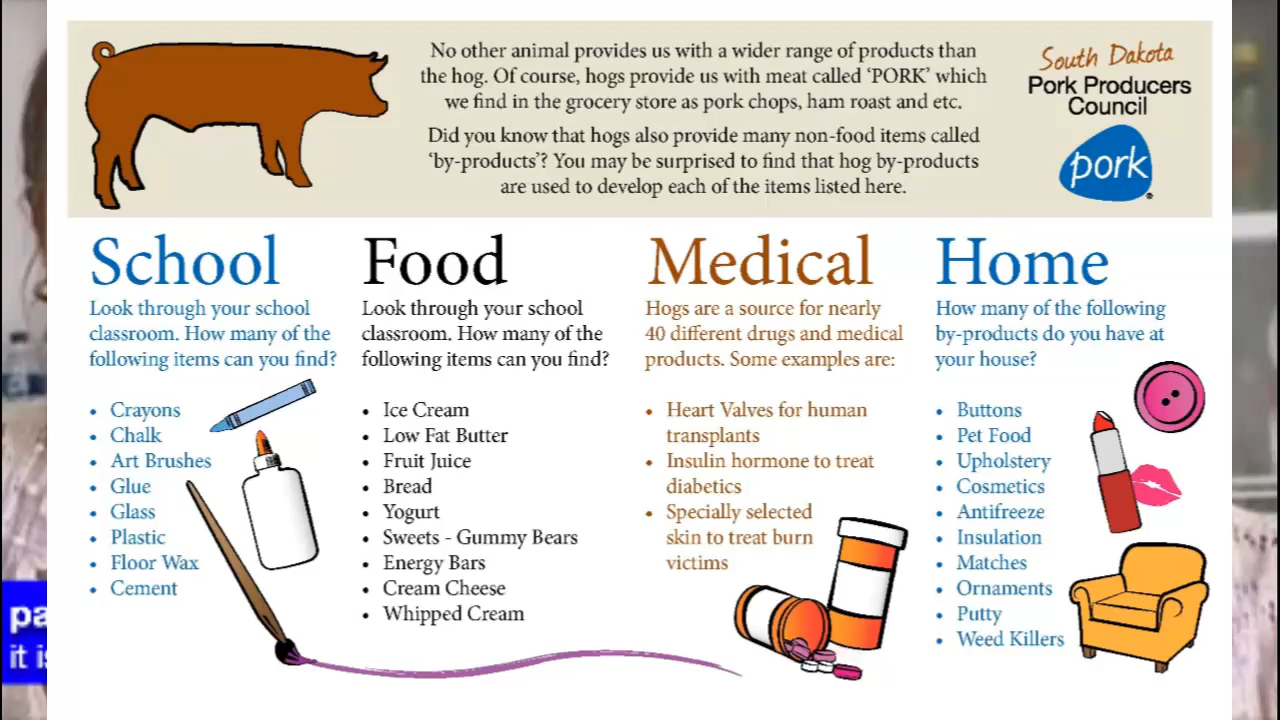 No other animal provides us with a wider range of products than
the hog. Of course, hogs provide us with meat called ‘PORK’ which
we find in the grocery store as pork chops, ham roast and etc.
Did you know that hogs also provide many non-food items called
‘by-products’? You may be surprised to find that hog by-products
are used to develop each of the items listed here.
South Dakota
Pork Producers
Council
pork
School
Look through your school
classroom. How many of the
following items can you find?
• Crayons
• Chalk
• Art Brushes
• Glue
• Glass
• Plastic
• Floor Wax
• Cement
Food
Look through your school
classroom. How many of the
following items can you find?
• Ice Cream
• Low Fat Butter
• Fruit Juice
• Bread
• Yogurt
• Sweets - Gummy Bears
• Energy Bars
• Cream Cheese
• Whipped Cream
Medical
Hogs are a source for nearly
40 different drugs and medical
products. Some examples are:
• Heart Valves for human
transplants
• Insulin hormone to treat
diabetics
• Specially selected
skin to treat burn
victims
Home
How many of the following
by-products do you have at
your house?
• Buttons
• Pet Food
• Upholstery
• Cosmetics
• Antifreeze
• Insulation
• Matches
• Ornaments
• Putty
• Weed Killers
pa
it is